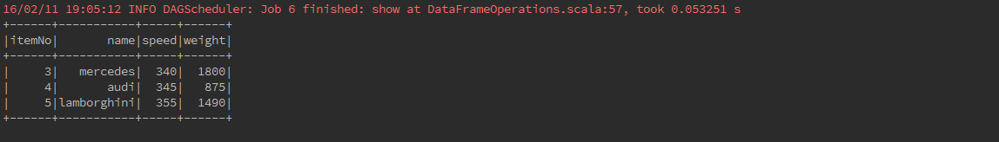 16/02/11 19:05:12 INFO DAGScheduler: Job 6 finished: show at DataFrameOperations.scala:57, took 0.053251 s
+------+-----------+-----+------+
|itemNo|       name|speed|weight|
+------+-----------+-----+------+
|     3|   mercedes|  340|  1800|
|     4|       audi|  345|   875|
|     5|lamborghini|  355|  1490|
+------+-----------+-----+------+